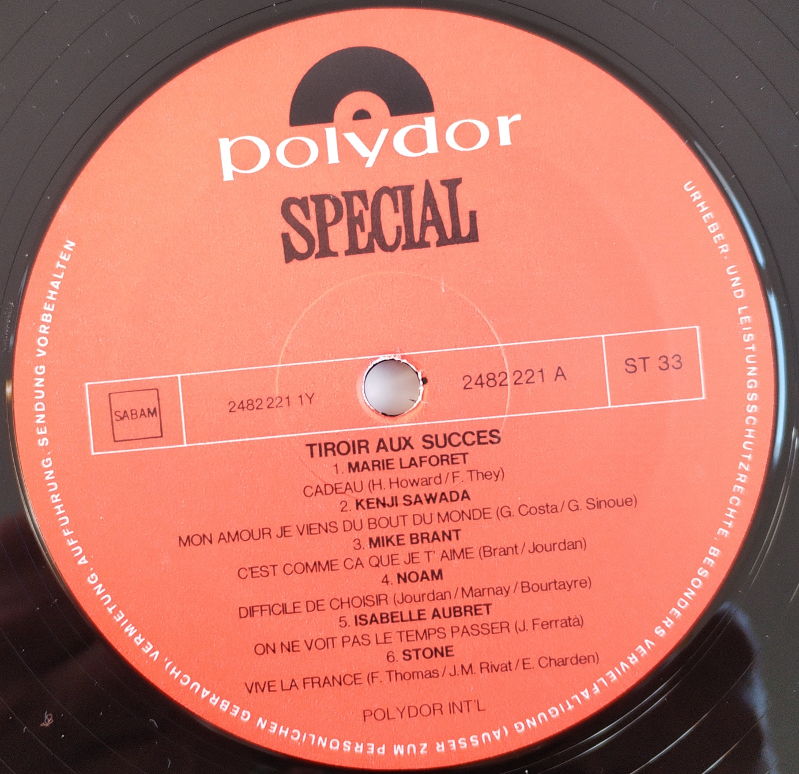 polydor
SPECIAL
SABAM
2482 221 1Y
2482 221 A
ST 33
TIROIR AUX SUCCES
1. MARIE LAFORET
CADEAU (H. Howard / F. They)
2. KENJI SAWADA
MON AMOUR JE VIENS DU BOUT DU MONDE (G. Costa / G. Sinoue)
3. MIKE BRANT
C'EST COMME CA QUE JE T' AIME (Brant / Jourdan)
4. NOAM
DIFFICILE DE CHOISIR (Jourdan / Marnay / Bourtayre)
5. ISABELLE AUBRET
ON NE VOIT PAS LE TEMPS PASSER (J. Ferratà)
6. STONE
VIVE LA FRANCE (F. Thomas / J.M. Rivat / E. Charden)
POLYDOR INT'L
URHEBER- UND LEISTUNGSSCHUTZRECHTE, BESONDERS VERVIELFÄLTIGUNG (AUSSER ZUM PERSÖNLICHEN GEBRAUCH), VERMIETUNG, AUFFÜHRUNG, SENDUNG VORBEHALTEN